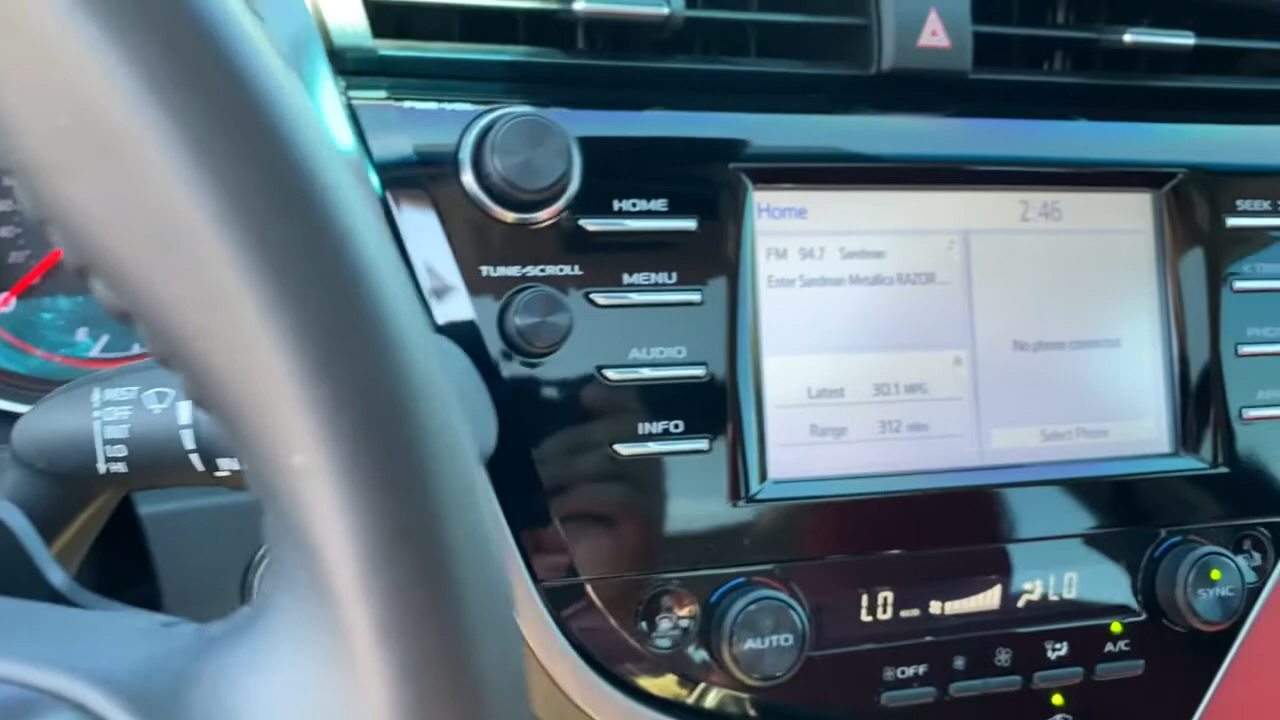 HOME
TUNE·SCROLL
MENU
AUDIO
INFO
Home
2:46
FM 94.7 Sandman
Enter Sandman Metallica RAZOR...
Latest 30.1 MPG
Range 312 miles
No phone connected
Select Phone
SEEK
MIST
OFF
INT
LO
HI
LO
LO
AUTO
SYNC
OFF
A/C